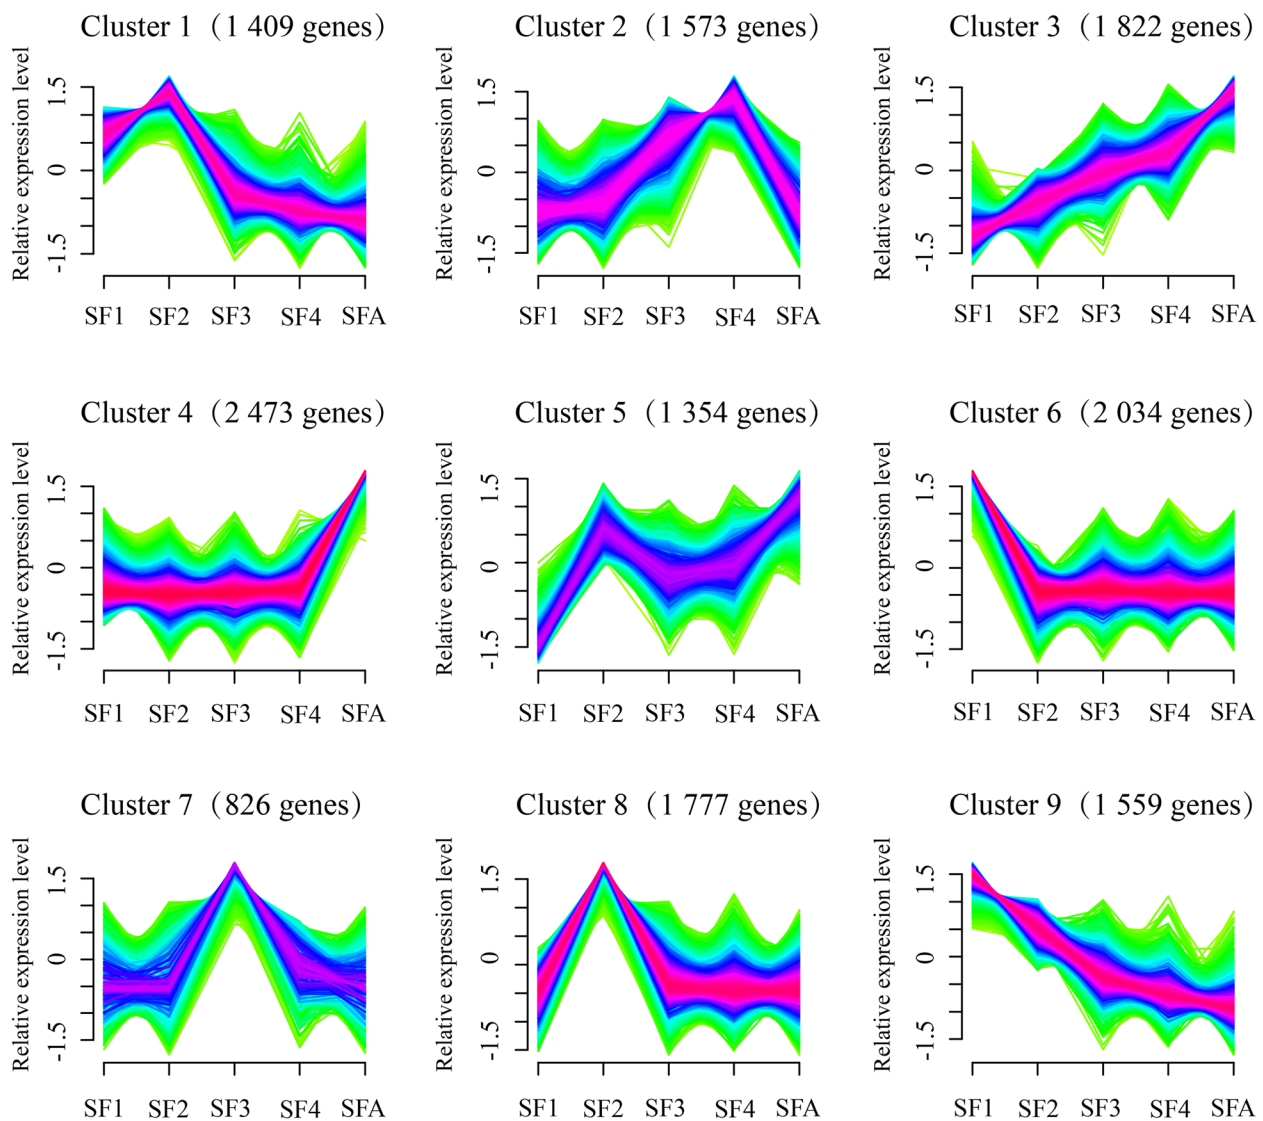 Cluster 1（1 409 genes）
Relative expression level
1.5
0
-1.5
SF1 SF2 SF3 SF4 SFA
Cluster 2（1 573 genes）
Relative expression level
1.5
0
-1.5
SF1 SF2 SF3 SF4 SFA
Cluster 3（1 822 genes）
Relative expression level
1.5
0
-1.5
SF1 SF2 SF3 SF4 SFA
Cluster 4（2 473 genes）
Relative expression level
1.5
0
-1.5
SF1 SF2 SF3 SF4 SFA
Cluster 5（1 354 genes）
Relative expression level
1.5
0
-1.5
SF1 SF2 SF3 SF4 SFA
Cluster 6（2 034 genes）
Relative expression level
1.5
0
-1.5
SF1 SF2 SF3 SF4 SFA
Cluster 7（826 genes）
Relative expression level
1.5
0
-1.5
SF1 SF2 SF3 SF4 SFA
Cluster 8（1 777 genes）
Relative expression level
1.5
0
-1.5
SF1 SF2 SF3 SF4 SFA
Cluster 9（1 559 genes）
Relative expression level
1.5
0
-1.5
SF1 SF2 SF3 SF4 SFA